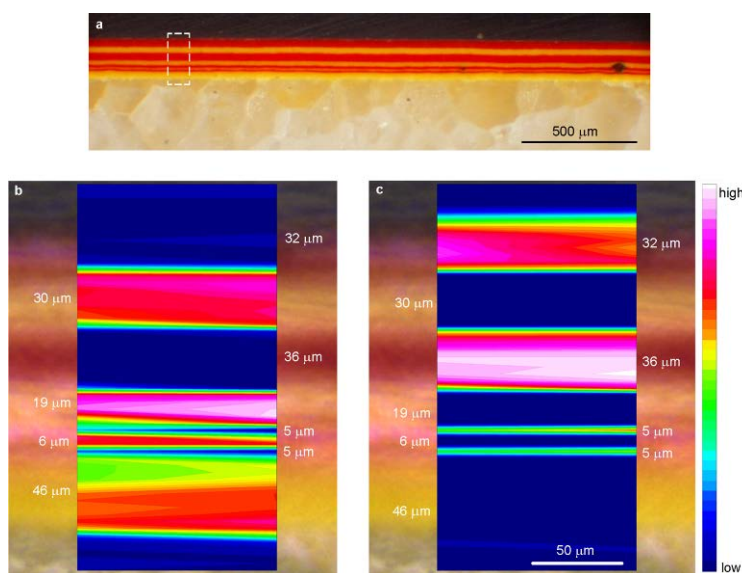 a
500 µm
b
32 µm
30 µm
36 µm
19 µm
5 µm
6 µm
5 µm
46 µm
c
32 µm
30 µm
36 µm
19 µm
5 µm
6 µm
5 µm
46 µm
50 µm
high
low